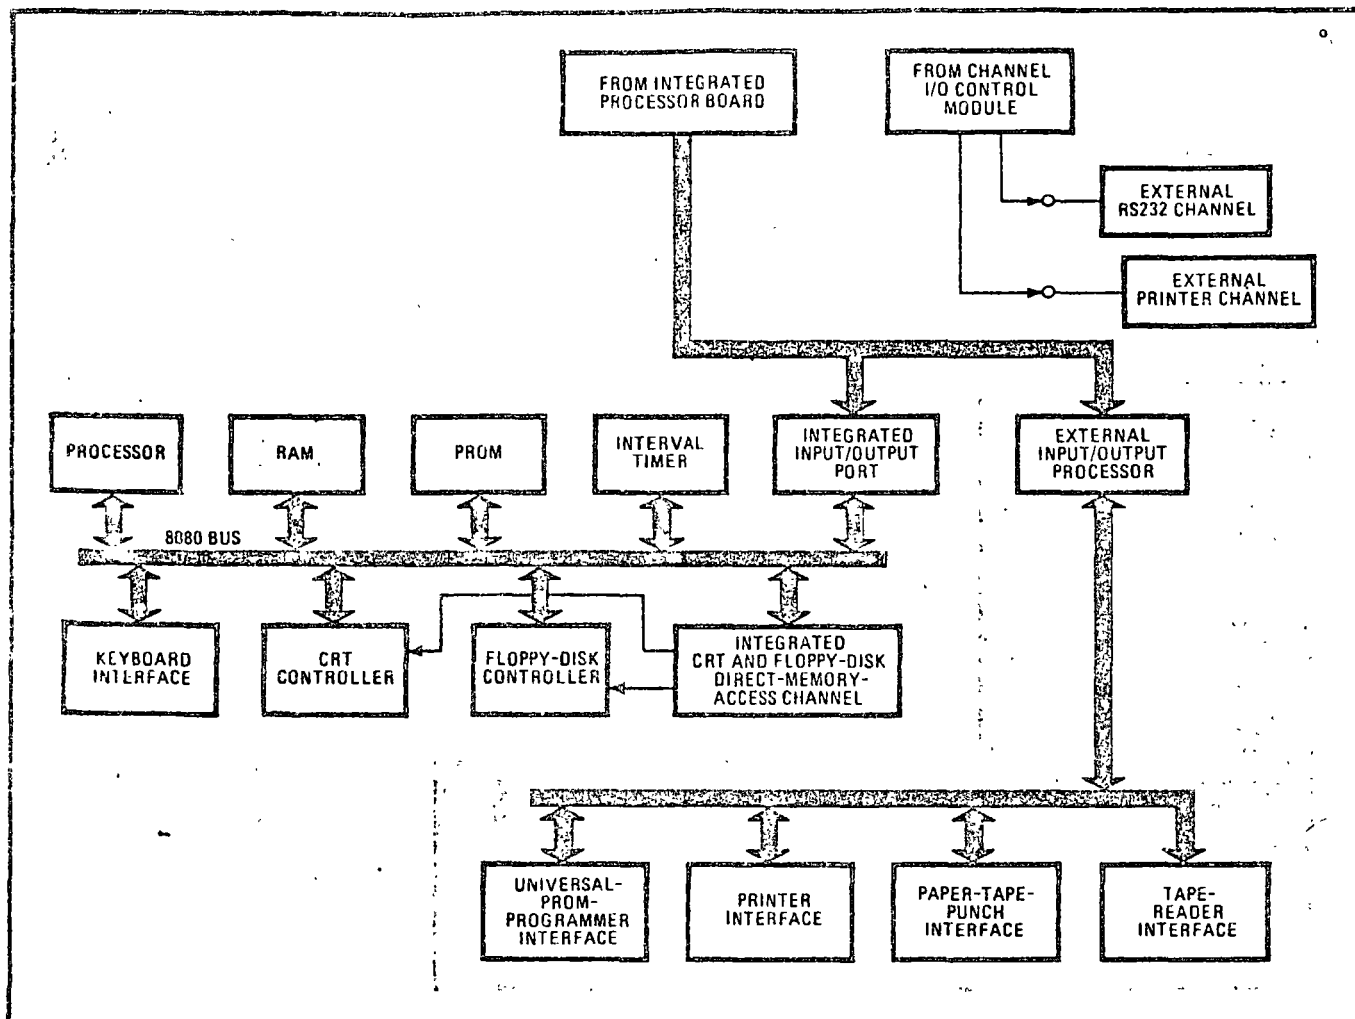 FROM INTEGRATED
PROCESSOR BOARD
FROM CHANNEL
I/O CONTROL
MODULE
EXTERNAL
RS232 CHANNEL
EXTERNAL
PRINTER CHANNEL
PROCESSOR
RAM
PROM
INTERVAL
TIMER
INTEGRATED
INPUT/OUTPUT
PORT
EXTERNAL
INPUT/OUTPUT
PROCESSOR
8080 BUS
KEYBOARD
INTERFACE
CRT
CONTROLLER
FLOPPY-DISK
CONTROLLER
INTEGRATED
CRT AND FLOPPY-DISK
DIRECT-MEMORY-
ACCESS CHANNEL
UNIVERSAL-
PROM-
PROGRAMMER
INTERFACE
PRINTER
INTERFACE
PAPER-TAPE-
PUNCH
INTERFACE
TAPE-
READER
INTERFACE